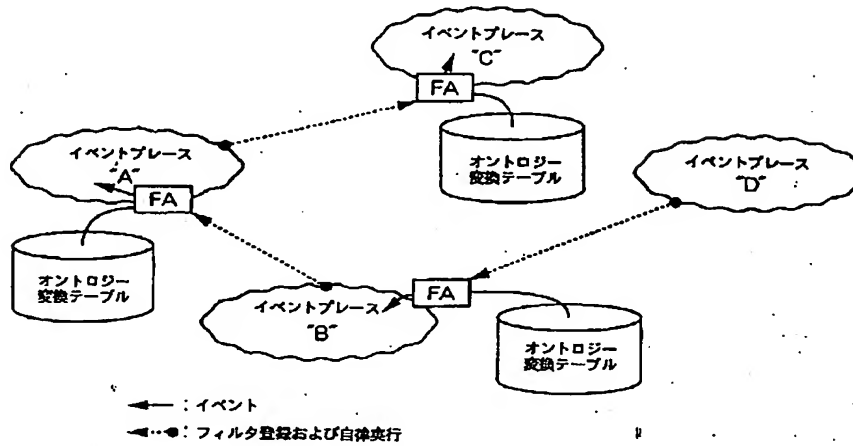 イベントプレース
"C"
FA
オントロジー
変換テーブル
イベントプレース
"A"
FA
オントロジー
変換テーブル
イベントプレース
"D"
FA
イベントプレース
"B"
オントロジー
変換テーブル
：イベント
：フィルタ登録および自律実行